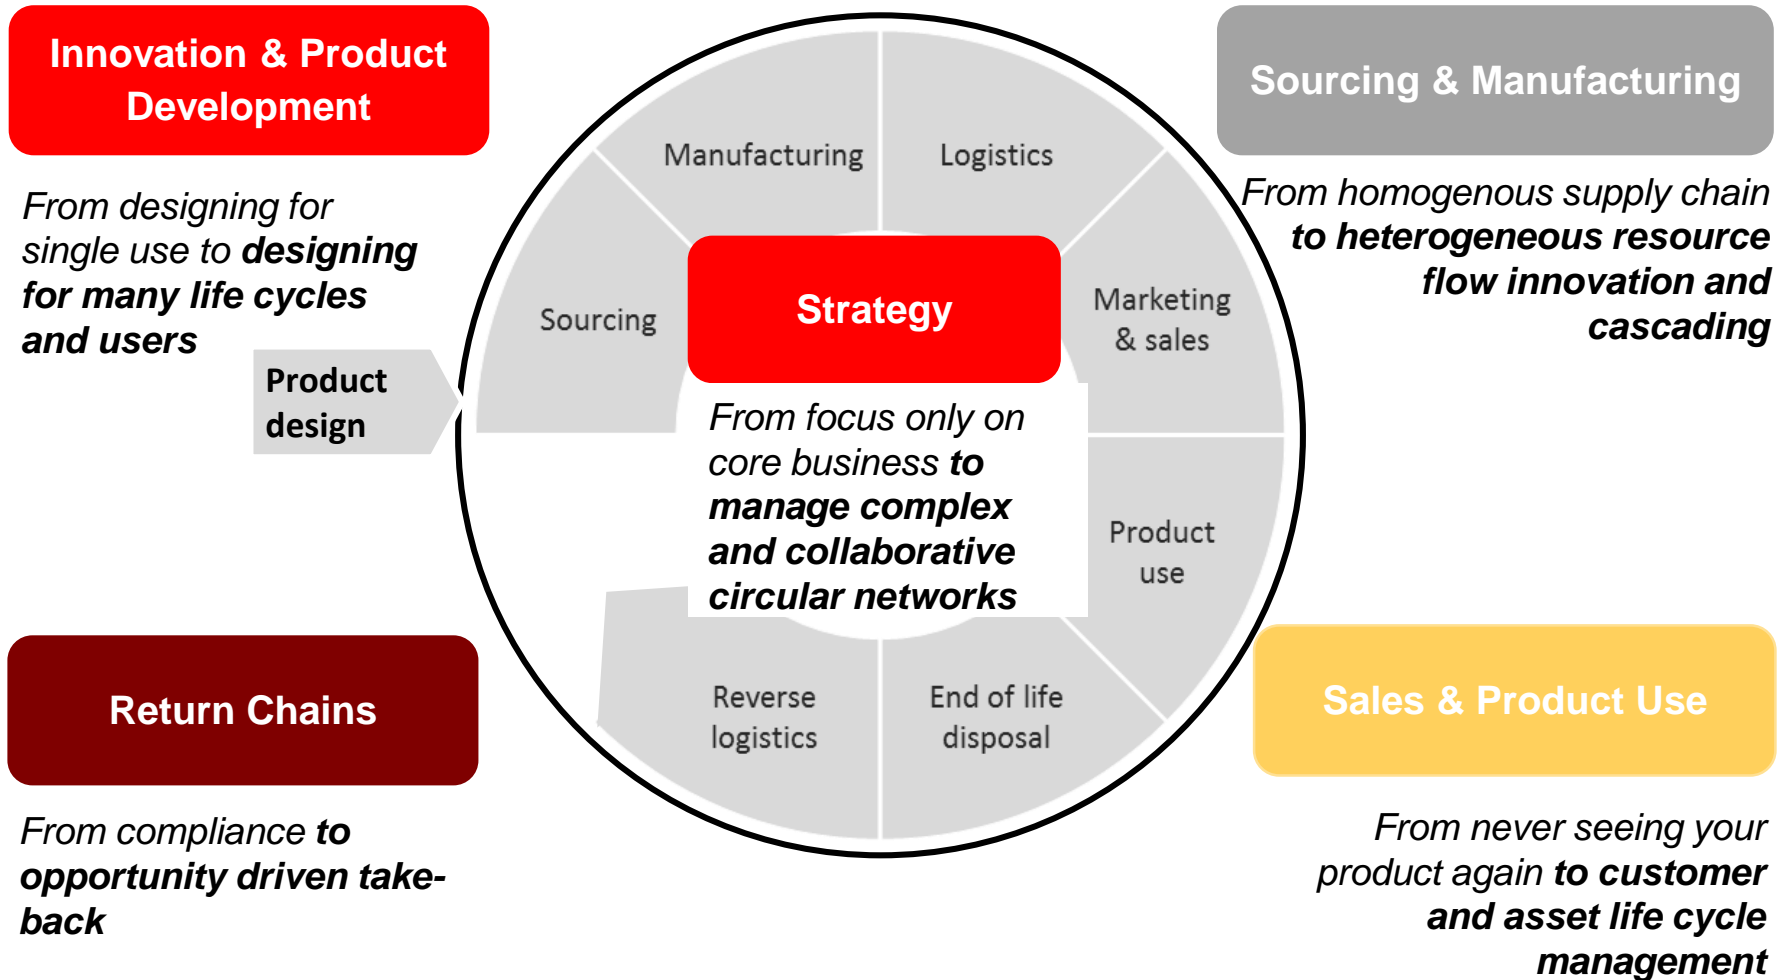 Innovation & Product
Development
From designing for
single use to designing
for many life cycles
and users
Product
design
Sourcing
Manufacturing
Logistics
Marketing
& sales
Product
use
End of life
disposal
Reverse
logistics
Strategy
From focus only on
core business to
manage complex
and collaborative
circular networks
Sourcing & Manufacturing
From homogenous supply chain
to heterogeneous resource
flow innovation and
cascading
Return Chains
From compliance to
opportunity driven take-
back
Sales & Product Use
From never seeing your
product again to customer
and asset life cycle
management